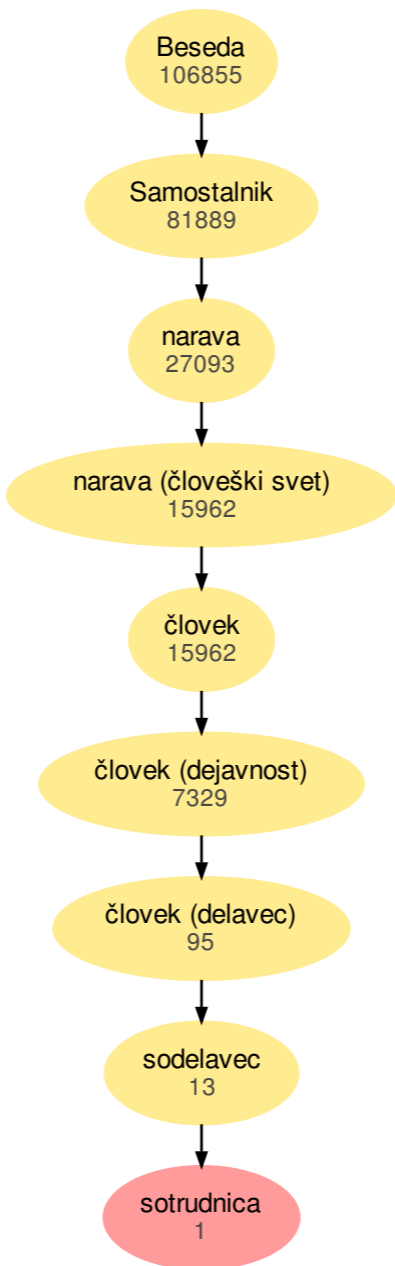 Beseda
106855
Samostalnik
81889
narava
27093
narava (človeški svet)
15962
človek
15962
človek (dejavnost)
7329
človek (delavec)
95
sodelavec
13
sotrudnica
1